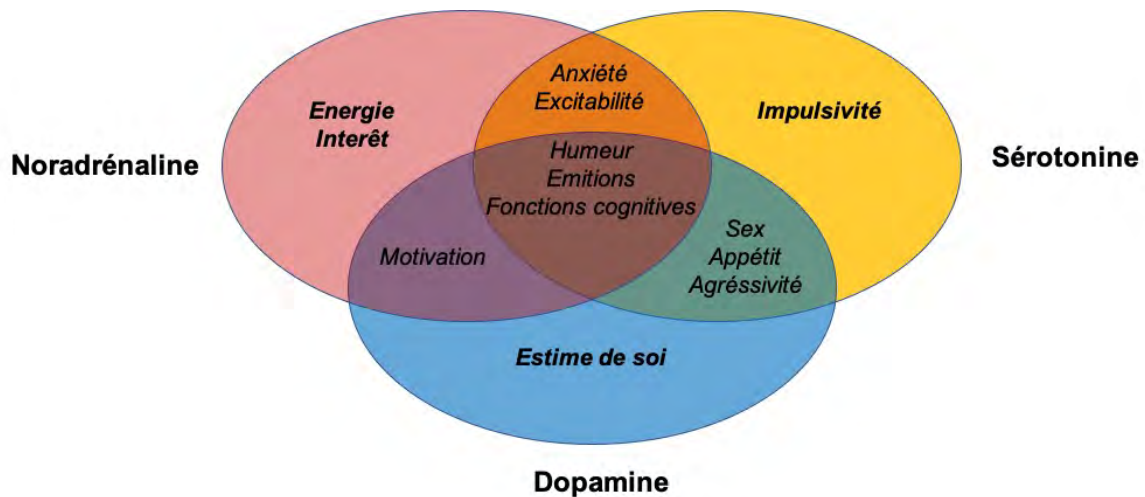 Anxiété
Excitabilité
Energie
Interêt
Impulsivité
Noradrénaline
Sérotonine
Humeur
Emitions
Fonctions cognitives
Motivation
Sex
Appétit
Agréssivité
Estime de soi
Dopamine